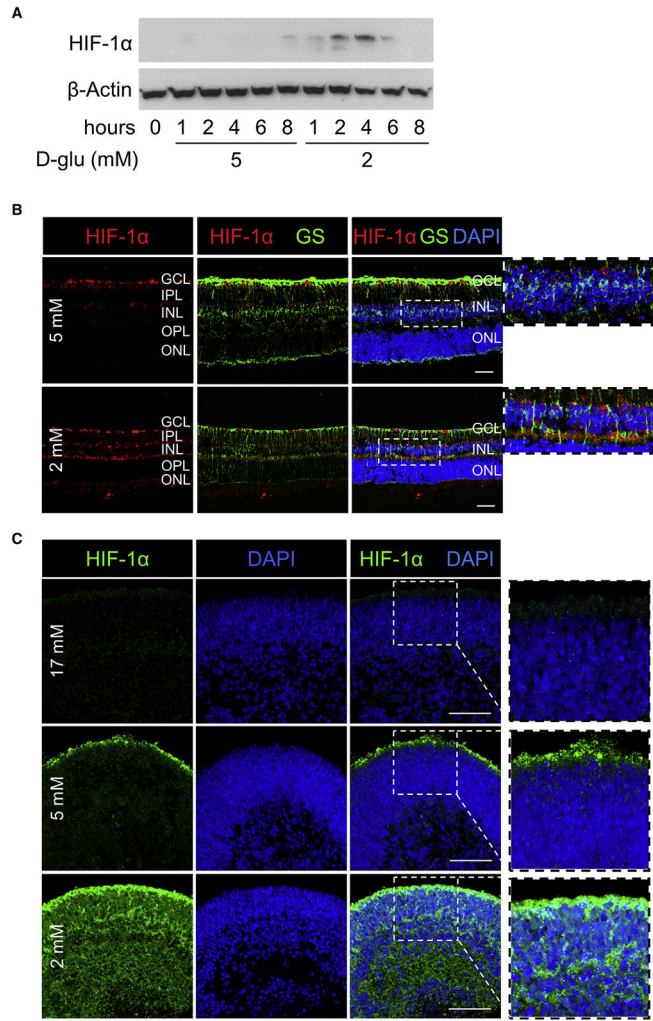 A
HIF-1α
β-Actin
hours 0 1 2 4 6 8 1 2 4 6 8
D-glu (mM) 5 2
B
HIF-1α HIF-1α GS HIF-1α GS DAPI
5 mM
GCL
IPL
INL
OPL
ONL
GCL
INL
ONL
2 mM
GCL
IPL
INL
OPL
ONL
GCL
INL
ONL
C
HIF-1α DAPI HIF-1α DAPI
17 mM
5 mM
2 mM